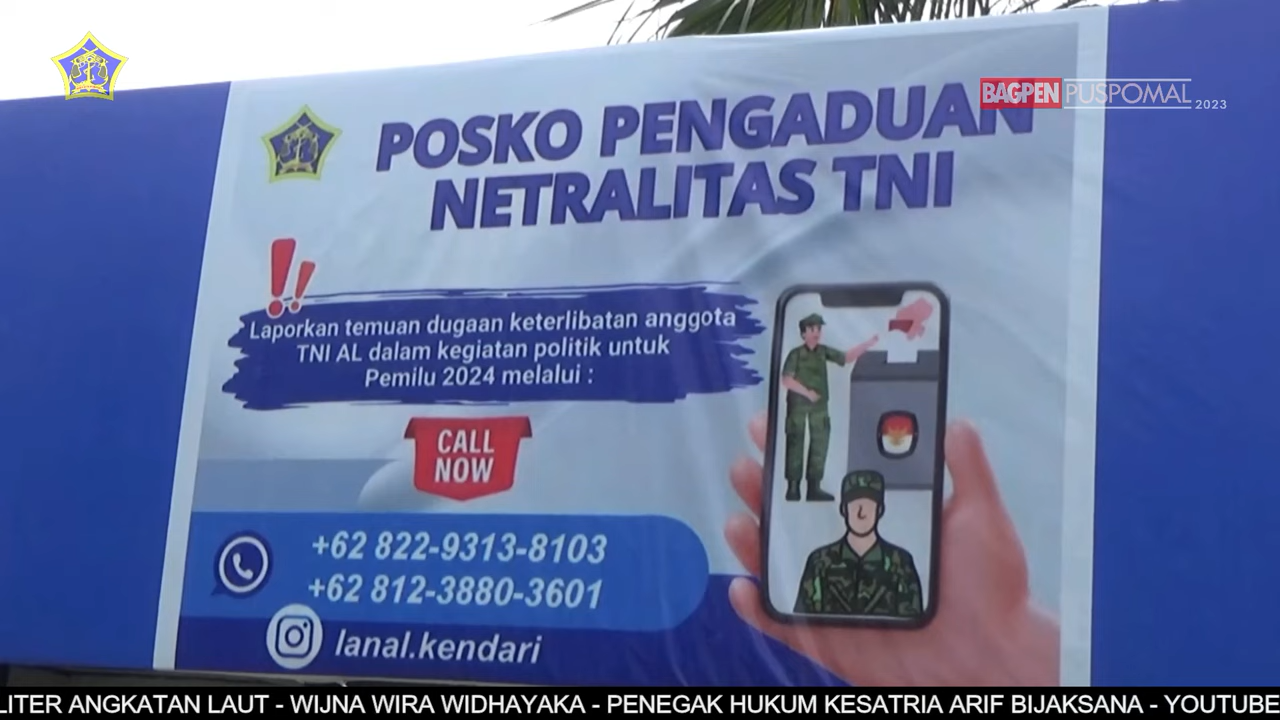 BAGPEN PUSPOMAL 2023
POSKO PENGADUAN
NETRALITAS TNI
Laporkan temuan dugaan keterlibatan anggota
TNI AL dalam kegiatan politik untuk
Pemilu 2024 melalui :
CALL
NOW
+62 822-9313-8103
+62 812-3880-3601
lanal.kendari
LITER ANGKATAN LAUT - WIJNA WIRA WIDHAYAKA - PENEGAK HUKUM KESATRIA ARIF BIJAKSANA - YOUTUBE